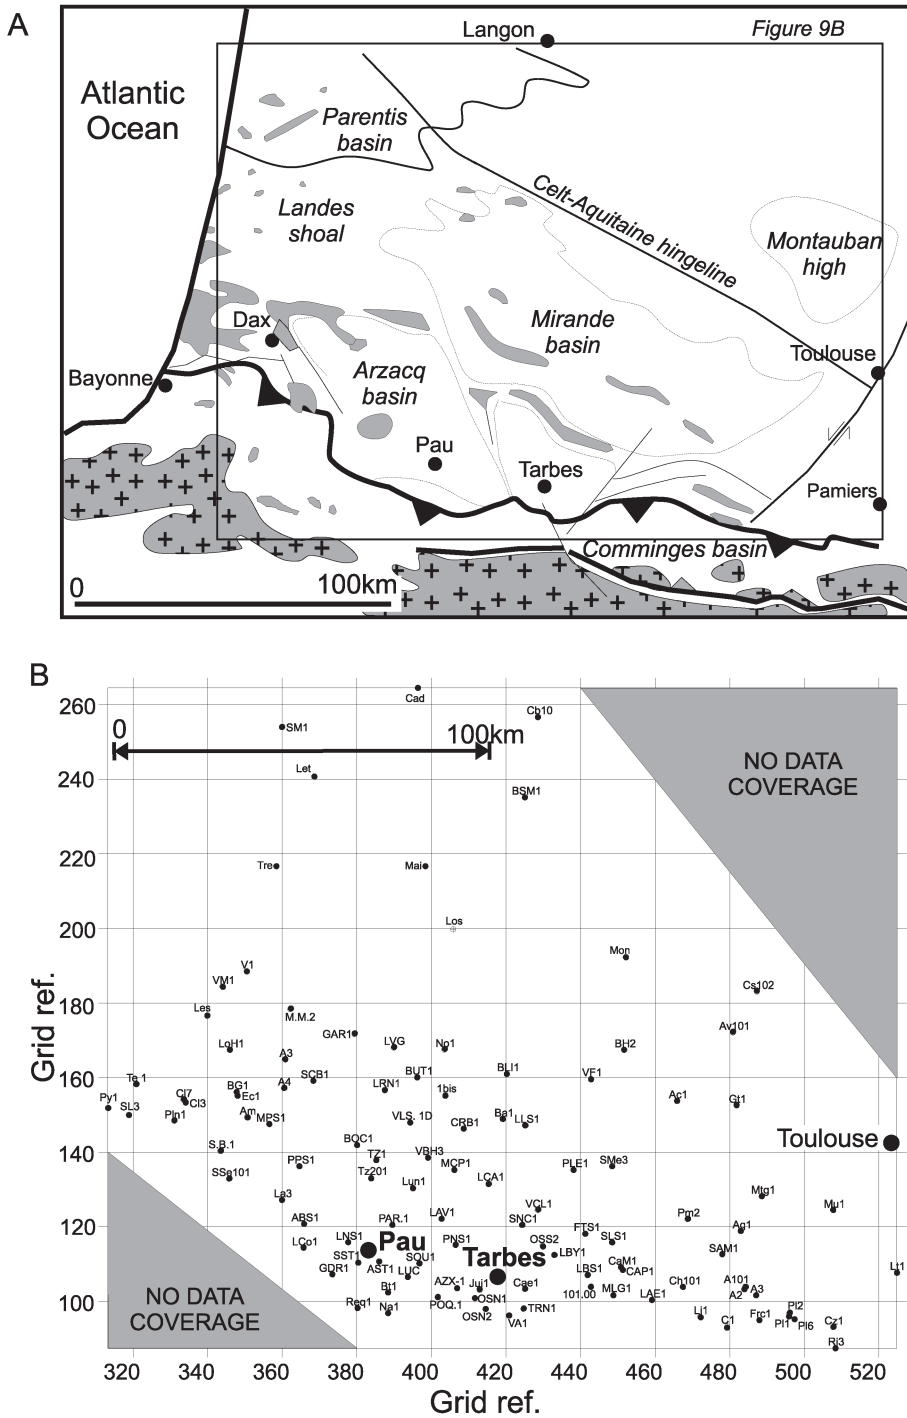 A
Langon
Figure 9B
Atlantic
Ocean
Parentis
basin
Landes
shoal
Celt-Aquitaine hingeline
Montauban
high
Dax
Mirande
basin
Toulouse
Bayonne
Arzacq
basin
Pau
Tarbes
Pamiers
Comminges basin
0 100km
B
260
240
220
200
180
160
140
120
100
Grid ref.
Cad
Cb10
SM1
0 100km
NO DATA
COVERAGE
Let
BSM1
Tre
Mai
Los
Mon
V1
VM1
Cs102
Les
M.M.2
GAR1
Av101
LoH1
LVG
No1
BH2
A3
SCB1
BUT1
BLI1
VF1
Te 1
BG1
A4
LRN1
1bis
Ac1
Gt1
Py1
SL3
Cl7
Cl3
Ec1
Pln1
Am
MPS1
VLS. 1D
CRB1
Ba1
LLS1
S.B.1
BOC1
Toulouse
SSe101
PPS1
TZ1
Tz201
VBH3
MCP1
PLE1
SMe3
La3
Lun1
LCA1
Mtg1
Mu1
ABS1
PAR.1
LAV1
VCL1
SNC1
Pm2
Ag1
LCo1
LNS1
Pau
PNS1
OSS2
FTS1
SLS1
SAM1
SST1
AST1
SOU1
Tarbes
LBY1
CaM1
CAP1
Lt1
GDR1
LUC
LBS1
Bt1
AZX-1
Jui1
Cae1
101.00
MLG1
Ch101
A101
A2
A3
Req1
Na1
POQ.1
OSN1
OSN2
TRN1
VA1
LAE1
Li1
C1
Frc1
Pl2
Pl1
Pl6
Cz1
Ri3
NO DATA
COVERAGE
320 340 360 380 400 420 440 460 480 500 520
Grid ref.